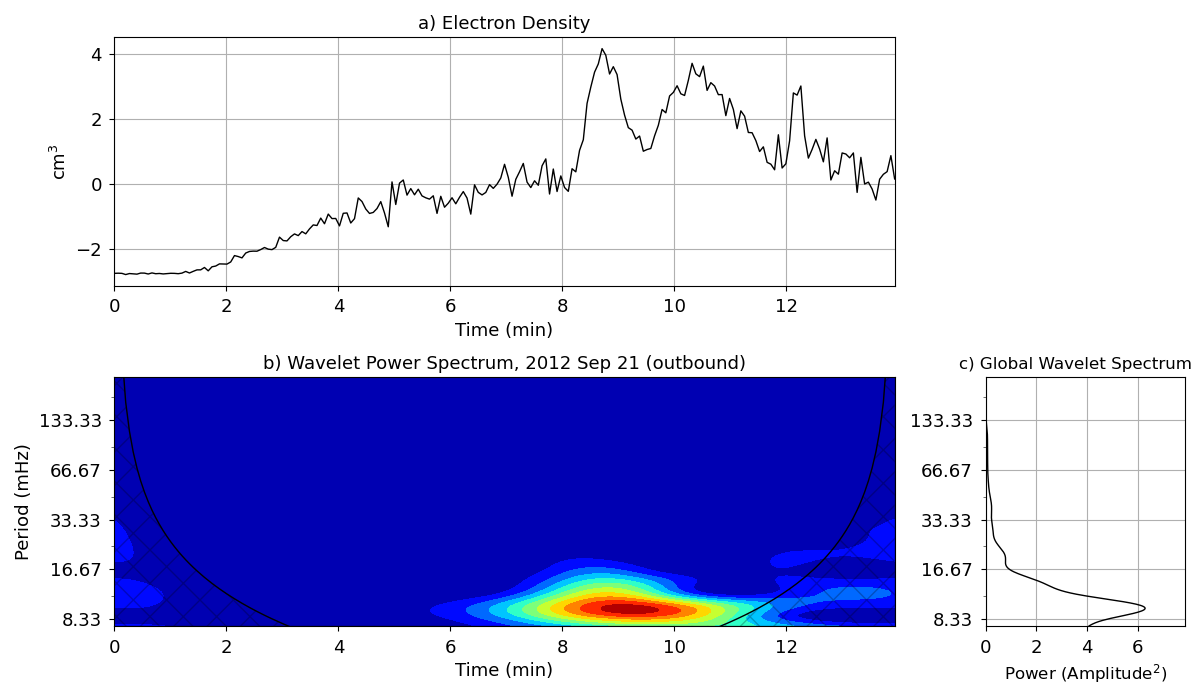 a) Electron Density
4
2
0
−2
cm³
0 2 4 6 8 10 12
Time (min)
b) Wavelet Power Spectrum, 2012 Sep 21 (outbound)
133.33
66.67
33.33
16.67
8.33
Period (mHz)
0 2 4 6 8 10 12
Time (min)
c) Global Wavelet Spectrum
133.33
66.67
33.33
16.67
8.33
0 2 4 6
Power (Amplitude²)